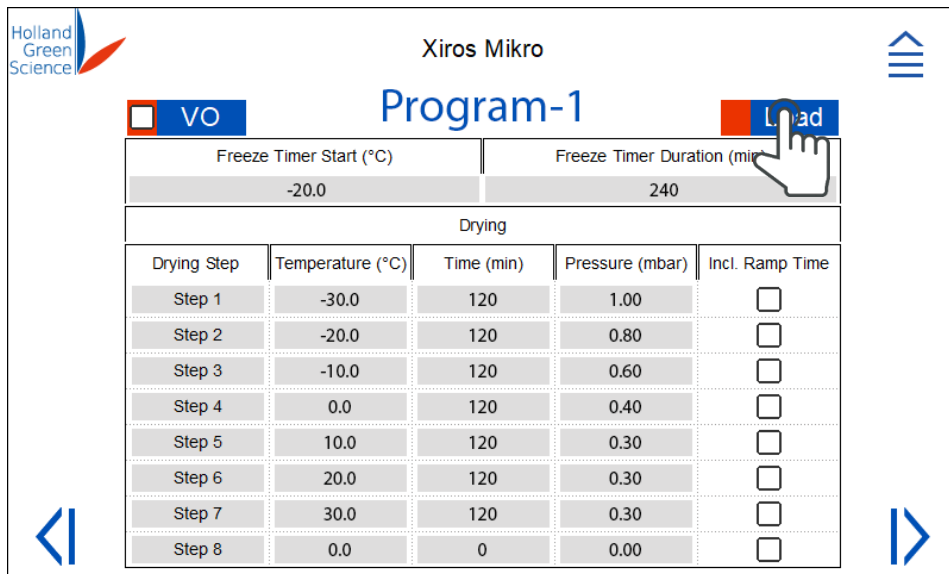 Holland
Green
Science
Xiros Mikro
Program-1
VO
Load
Freeze Timer Start (°C) Freeze Timer Duration (min)
-20.0 240
Drying
Drying Step Temperature (°C) Time (min) Pressure (mbar) Incl. Ramp Time
Step 1 -30.0 120 1.00
Step 2 -20.0 120 0.80
Step 3 -10.0 120 0.60
Step 4 0.0 120 0.40
Step 5 10.0 120 0.30
Step 6 20.0 120 0.30
Step 7 30.0 120 0.30
Step 8 0.0 0 0.00